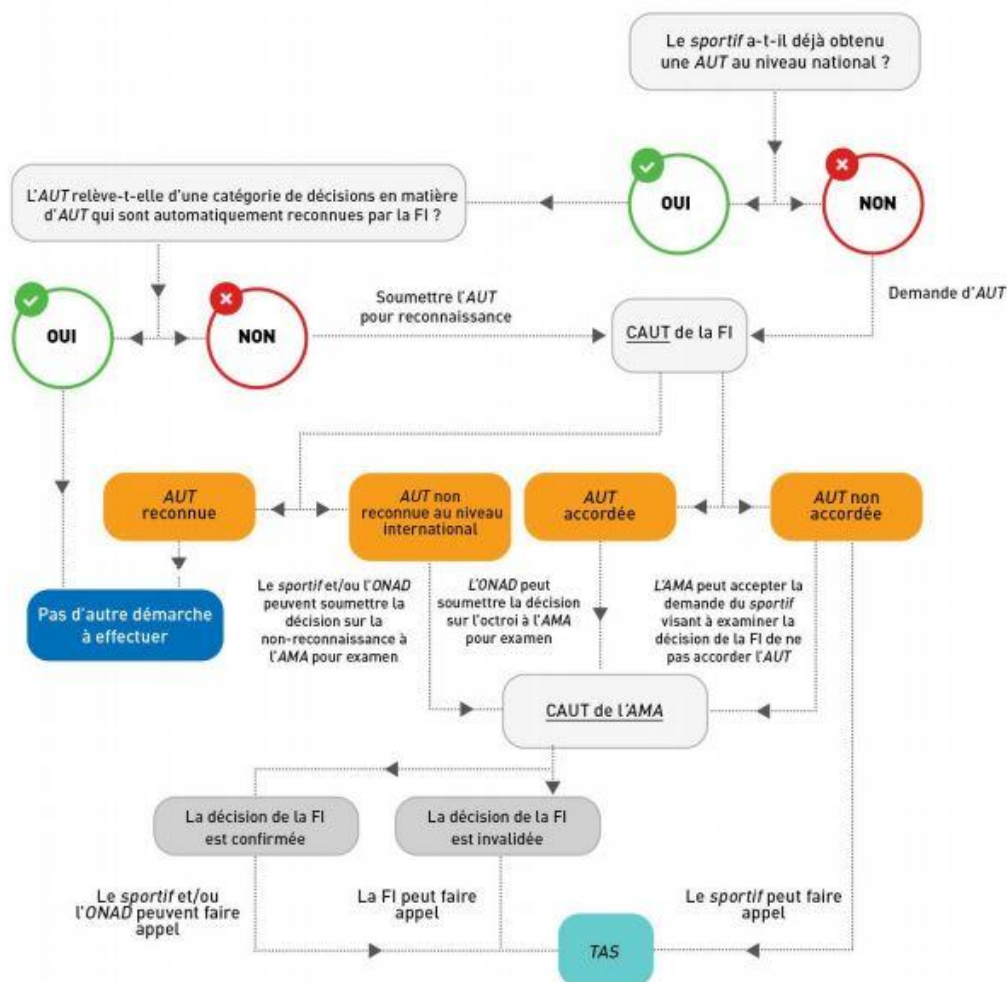 Le sportif a-t-il déjà obtenu
une AUT au niveau national ?
OUI
NON
L'AUT relève-t-elle d'une catégorie de décisions en matière
d'AUT qui sont automatiquement reconnues par la FI ?
OUI
NON
Soumettre l'AUT
pour reconnaissance
Demande d'AUT
CAUT de la FI
AUT
reconnue
AUT non
reconnue au niveau
international
AUT
accordée
AUT non
accordée
Pas d'autre démarche
à effectuer
Le sportif et/ou l'ONAD
peuvent soumettre la
décision sur la
non-reconnaissance à
l'AMA pour examen
L'ONAD peut
soumettre la décision
sur l'octroi à l'AMA
pour examen
L'AMA peut accepter la
demande du sportif
visant à examiner la
décision de la FI de ne
pas accorder l'AUT
CAUT de l'AMA
La décision de la FI
est confirmée
La décision de la FI
est invalidée
Le sportif et/ou
l'ONAD peuvent faire
appel
La FI peut faire
appel
Le sportif peut faire
appel
TAS